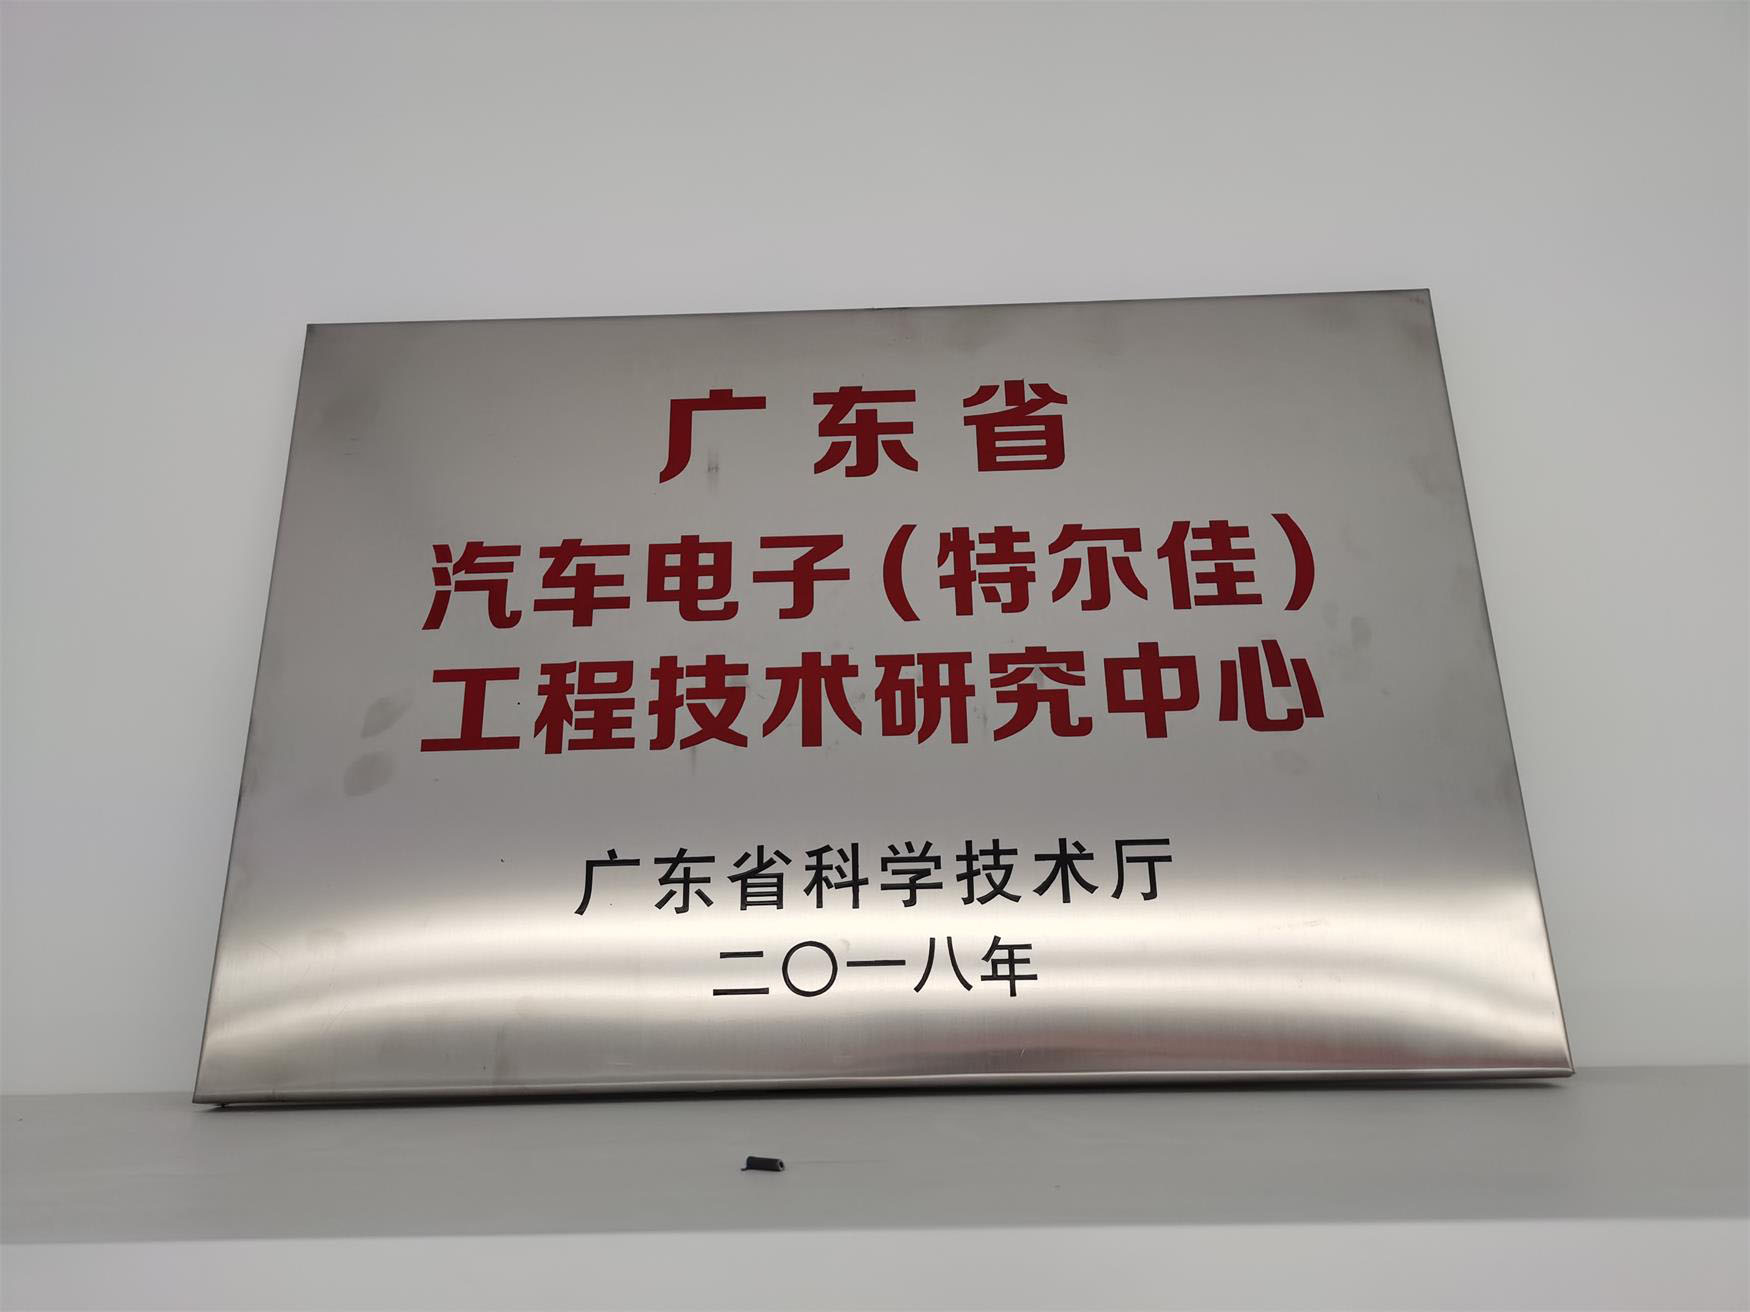 广东省
汽车电子(特尔佳)
工程技术研究中心
广东省科学技术厅
二〇一八年